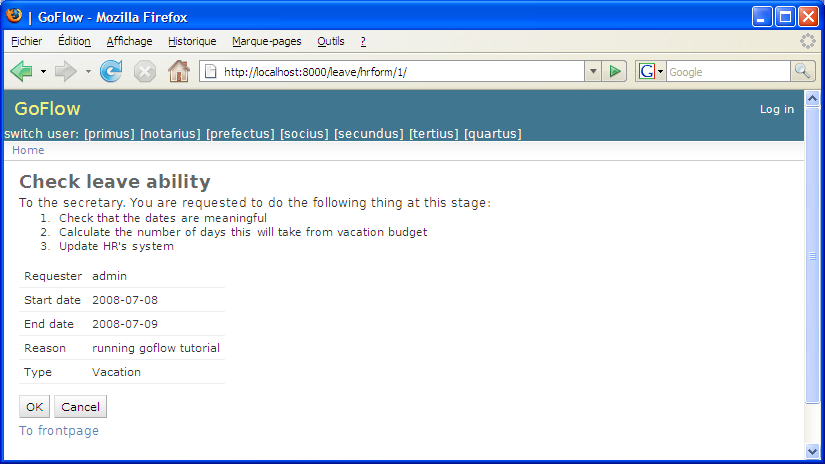 | GoFlow - Mozilla Firefox
Fichier Édition Affichage Historique Marque-pages Outils ?
http://localhost:8000/leave/hrform/1/ G Google
GoFlow Log in
switch user: [primus] [notarius] [prefectus] [socius] [secundus] [tertius] [quartus]
Home
Check leave ability
To the secretary. You are requested to do the following thing at this stage:
1. Check that the dates are meaningful
2. Calculate the number of days this will take from vacation budget
3. Update HR's system
Requester admin
Start date 2008-07-08
End date 2008-07-09
Reason running goflow tutorial
Type Vacation
OK Cancel
To frontpage